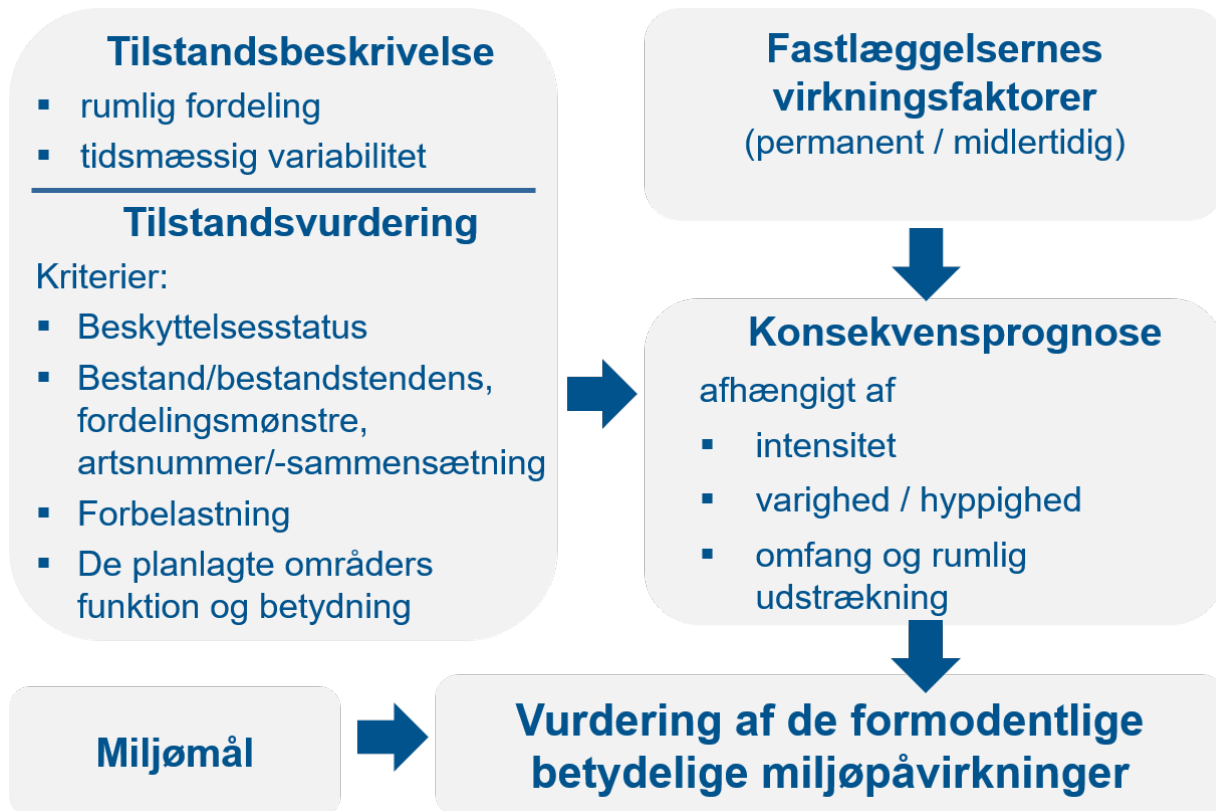 Tilstandsbeskrivelse
▪ rumlig fordeling
▪ tidsmæssig variabilitet
Tilstandsvurdering
Kriterier:
▪ Beskyttelsesstatus
▪ Bestand/bestandstendens,
fordelingsmønstre,
artsnummer/-sammensætning
▪ Forbelastning
▪ De planlagte områders
funktion og betydning
Fastlæggelsernes
virkningsfaktorer
(permanent / midlertidig)
Konsekvensprognose
afhængigt af
▪ intensitet
▪ varighed / hyppighed
▪ omfang og rumlig
udstrækning
Miljømål
Vurdering af de formodentlige
betydelige miljøpåvirkninger